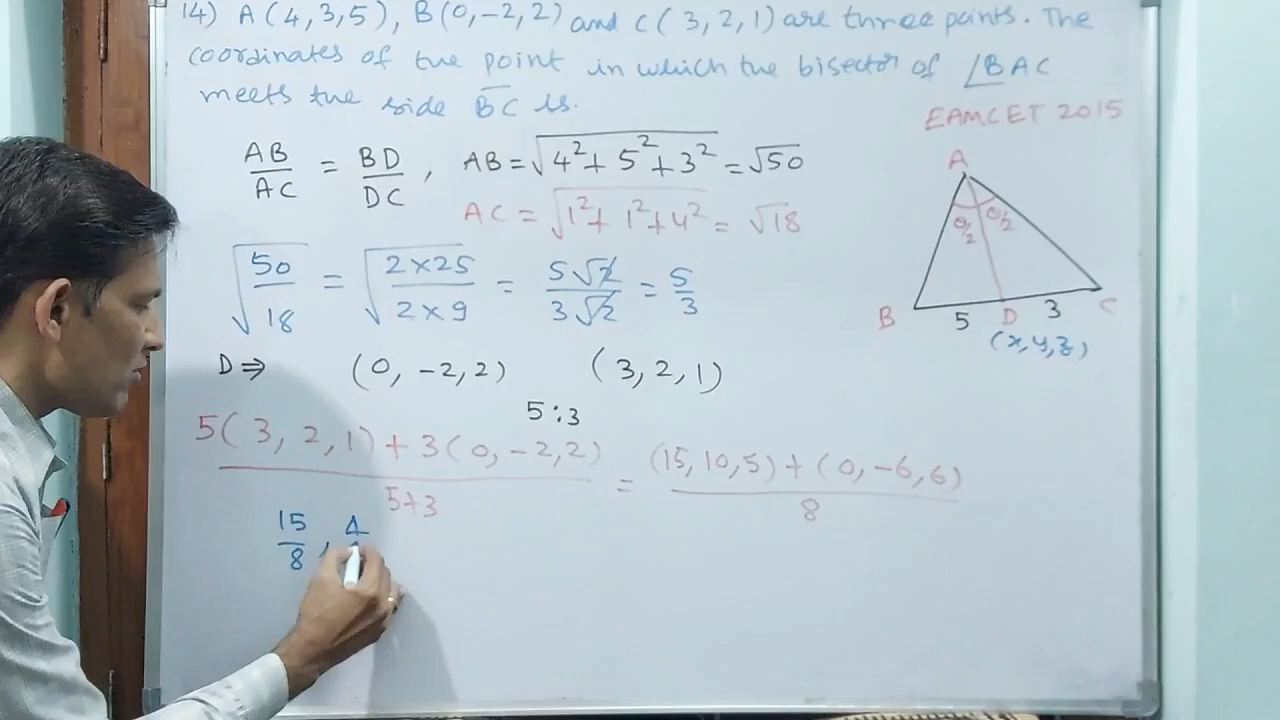 14) A(4,3,5), B(0,-2,2) and C(3,2,1) are three points. The
coordinates of the point in which the bisector of ∠BAC
meets the side BC is.
EAMCET 2015
AB/AC = BD/DC, AB = √4²+5²+3² = √50
AC = √1²+1²+4² = √18
√50/18 = √2×25/2×9 = 5√2/3√2 = 5/3
A
θ/2 θ/2
B 5 D 3 C
(x,y,z)
D⇒ (0,-2,2) (3,2,1)
5:3
5(3,2,1)+3(0,-2,2)/5+3 = (15,10,5)+(0,-6,6)/8
15/8, 4